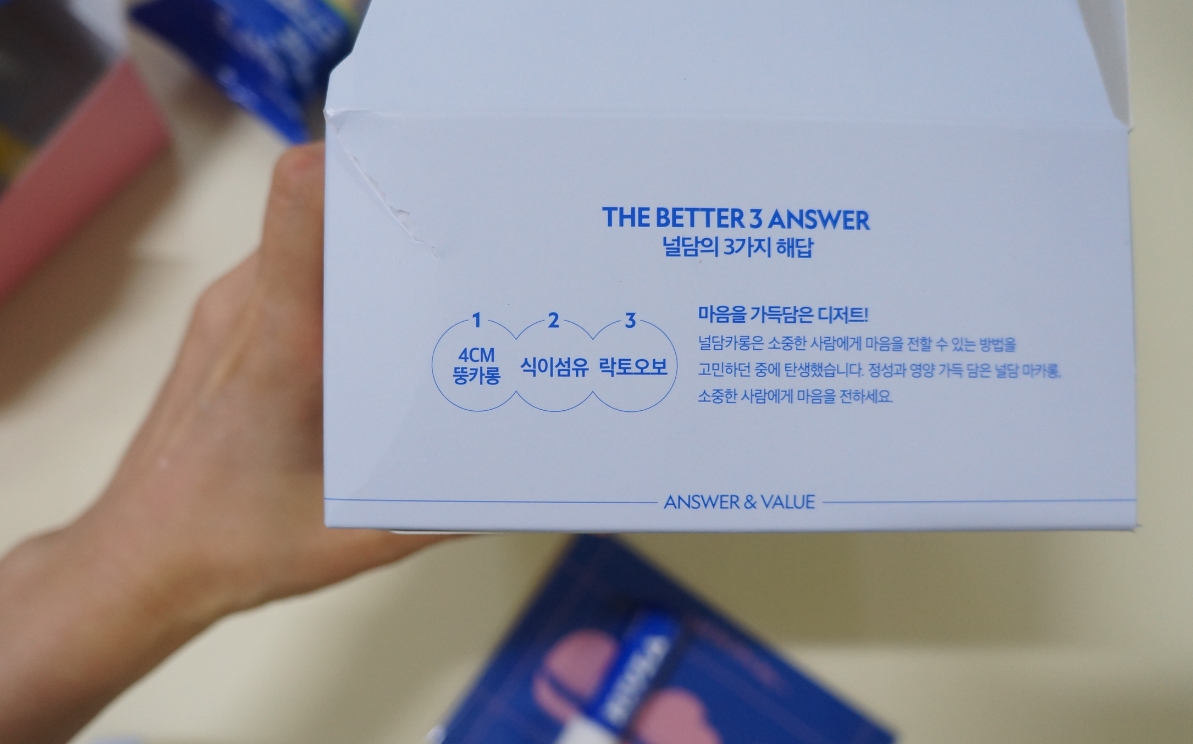 THE BETTER 3 ANSWER
널담의 3가지 해답
1
4CM
뚱카롱
2
식이섬유
3
락토오보
마음을 가득담은 디저트!
널담카롱은 소중한 사람에게 마음을 전할 수 있는 방법을
고민하던 중에 탄생했습니다. 정성과 영양 가득 담은 널담 마카롱,
소중한 사람에게 마음을 전하세요.
ANSWER & VALUE